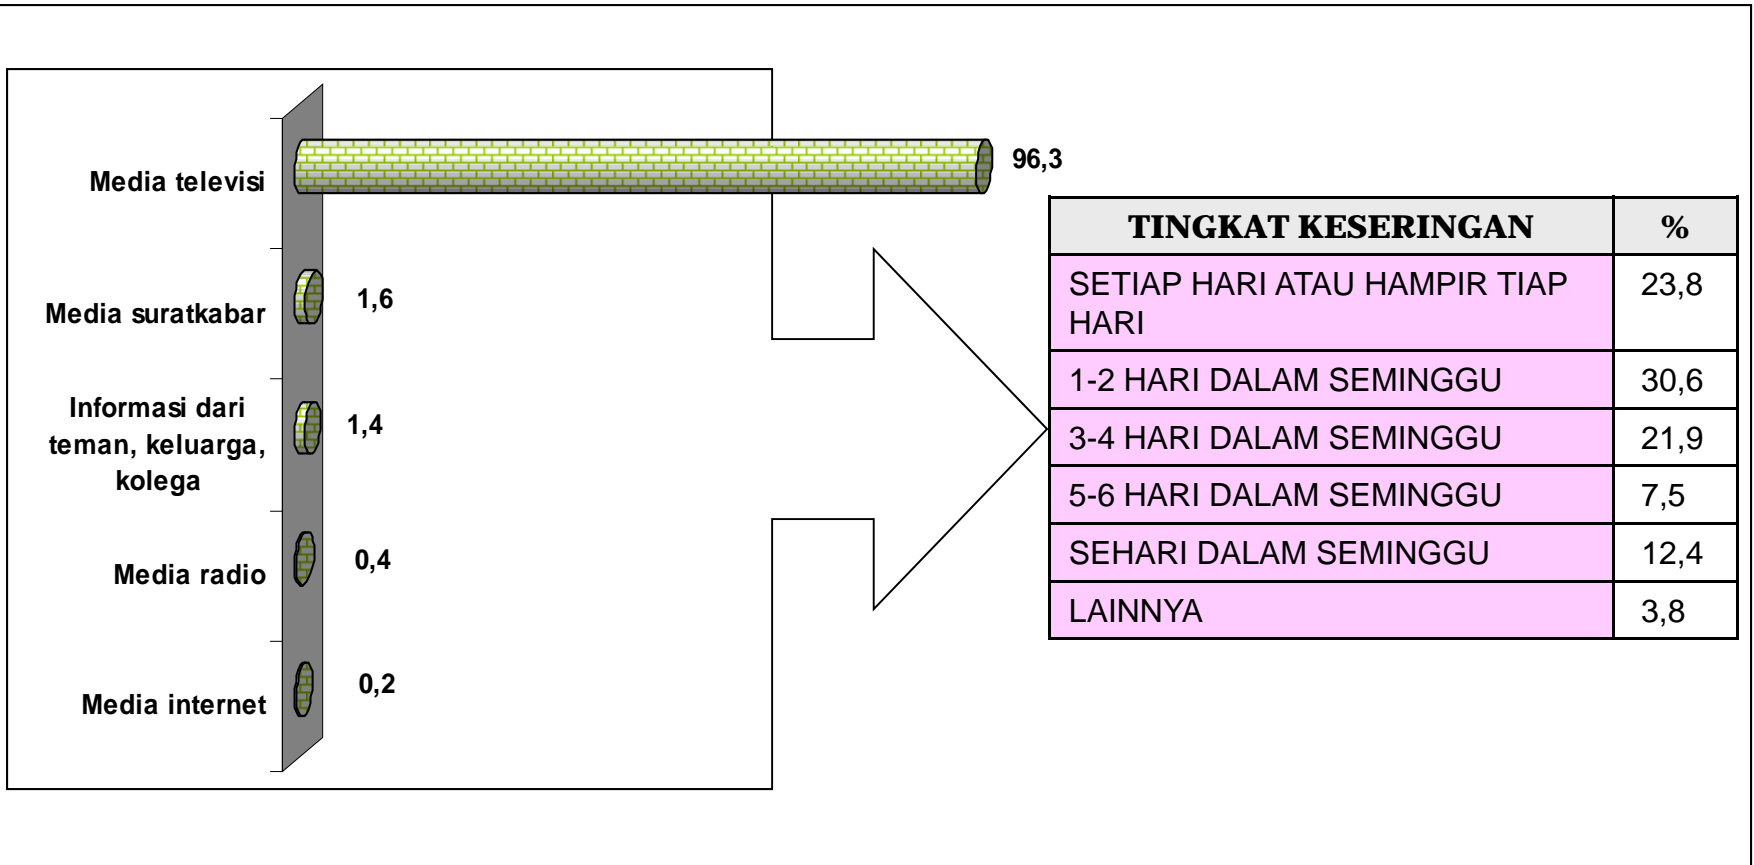 Media televisi
96,3
Media suratkabar
1,6
Informasi dari
teman, keluarga,
kolega
1,4
Media radio
0,4
Media internet
0,2
TINGKAT KESERINGAN %
SETIAP HARI ATAU HAMPIR TIAP 23,8
HARI
1-2 HARI DALAM SEMINGGU 30,6
3-4 HARI DALAM SEMINGGU 21,9
5-6 HARI DALAM SEMINGGU 7,5
SEHARI DALAM SEMINGGU 12,4
LAINNYA 3,8